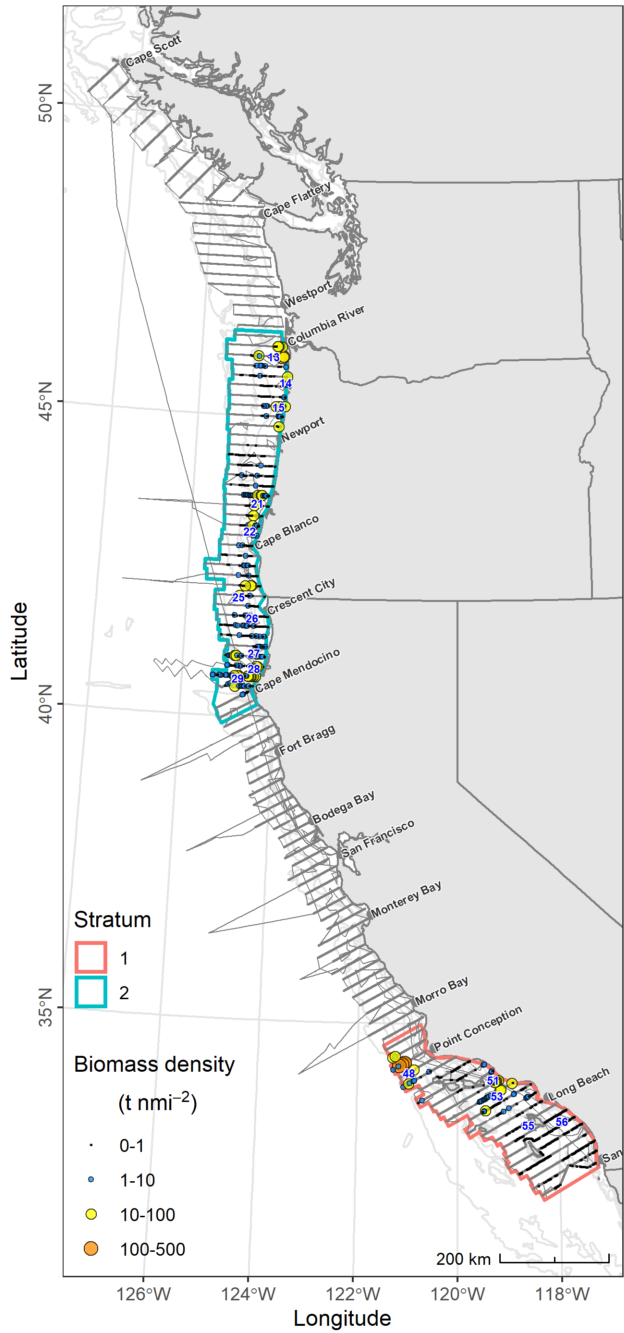 Cape Scott
50°N
Cape Flattery
Westport
Columbia River
13
14
45°N
15
Newport
21
22
Cape Blanco
25
Crescent City
26
27
28
Cape Mendocino
29
40°N
Fort Bragg
Bodega Bay
San Francisco
Monterey Bay
Morro Bay
35°N
Point Conception
48
51
Long Beach
53
55
56
San
Latitude
Stratum
1
2
Biomass density
(t nmi−2)
0-1
1-10
10-100
100-500
200 km
126°W
124°W
122°W
120°W
118°W
Longitude